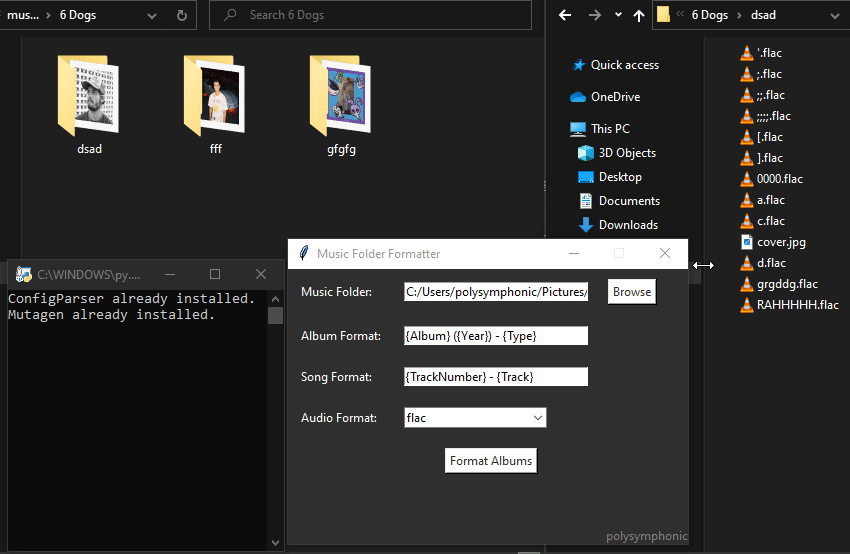 mus... > 6 Dogs
Search 6 Dogs
dsad
fff
gfgfg
6 Dogs > dsad
Quick access
OneDrive
This PC
3D Objects
Desktop
Documents
Downloads
'.flac
;.flac
;;.flac
;;;;.flac
[.flac
].flac
0000.flac
a.flac
c.flac
cover.jpg
d.flac
grgddg.flac
RAHHHHH.flac
C:\WINDOWS\py....
ConfigParser already installed.
Mutagen already installed.
Music Folder Formatter
Music Folder: C:/Users/polysymphonic/Pictures/ Browse
Album Format: {Album} ({Year}) - {Type}
Song Format: {TrackNumber} - {Track}
Audio Format: flac
Format Albums
polysymphonic